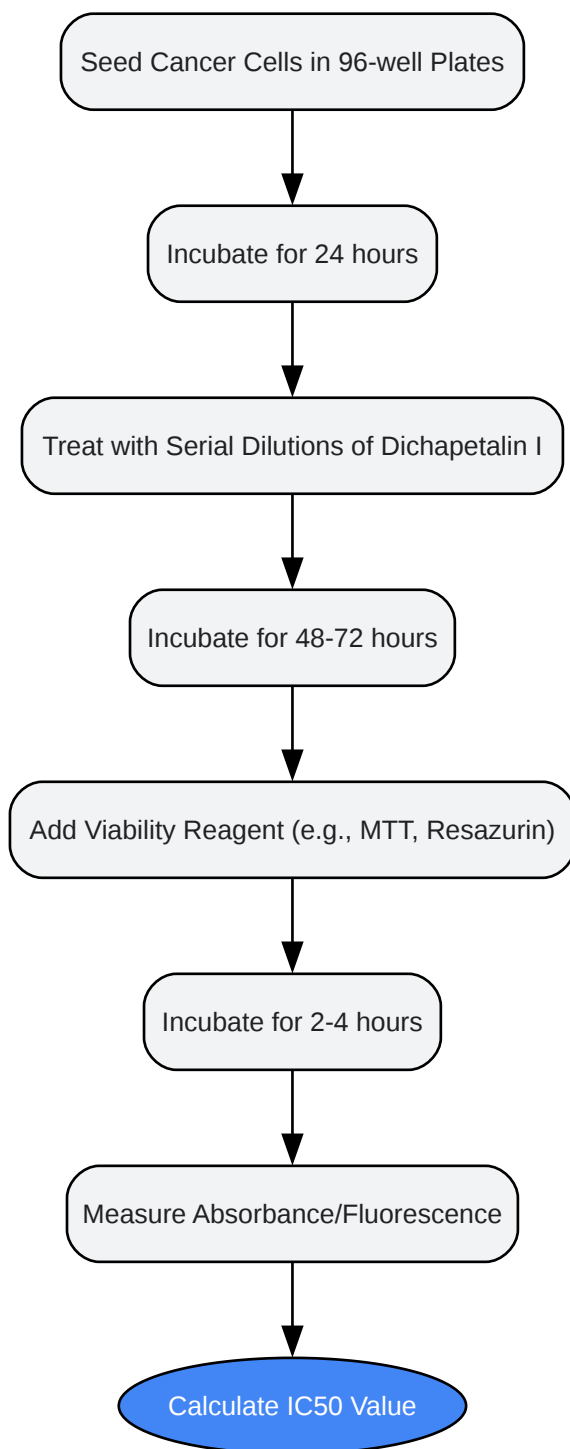 Seed Cancer Cells in 96-well Plates
Incubate for 24 hours
Treat with Serial Dilutions of Dichapetalin I
Incubate for 48-72 hours
Add Viability Reagent (e.g., MTT, Resazurin)
Incubate for 2-4 hours
Measure Absorbance/Fluorescence
Calculate IC50 Value